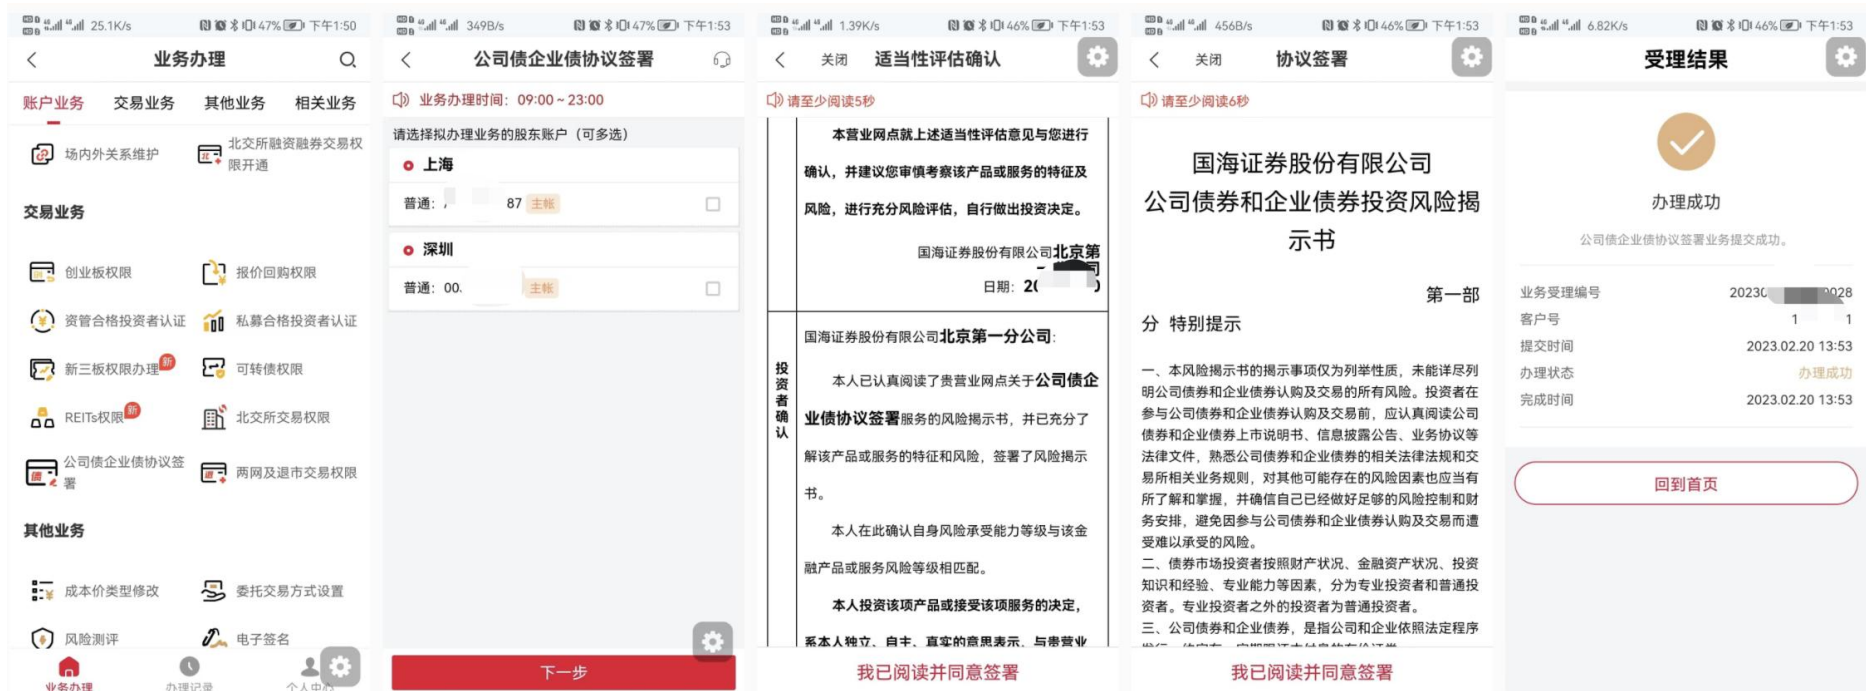 25.1K/s
47%
下午1:50
业务办理
账户业务
交易业务
其他业务
相关业务
场内外关系维护
北交所融资融券交易权
限开通
交易业务
创业板权限
报价回购权限
资管合格投资者认证
私募合格投资者认证
新三板权限办理
新
可转债权限
REITs权限
新
北交所交易权限
公司债企业债协议签
署
两网及退市交易权限
其他业务
成本价类型修改
委托交易方式设置
风险测评
电子签名
业务办理
办理记录
个人中心
349B/s
47%
下午1:53
公司债企业债协议签署
业务办理时间：09:00 ~ 23:00
请选择拟办理业务的股东账户（可多选）
上海
普通：
87
主帐
深圳
普通：00
主帐
下一步
1.39K/s
46%
下午1:53
关闭
适当性评估确认
请至少阅读5秒
本营业网点就上述适当性评估意见与您进行
确认，并建议您审慎考察该产品或服务的特征及
风险，进行充分风险评估，自行做出投资决定。
国海证券股份有限公司北京第
日期：20
投资者确认
国海证券股份有限公司北京第一分公司：
本人已认真阅读了贵营业网点关于公司债企
业债协议签署服务的风险揭示书，并已充分了
解该产品或服务的特征和风险，签署了风险揭示
书。
本人在此确认自身风险承受能力等级与该金
融产品或服务风险等级相匹配。
本人投资该项产品或接受该项服务的决定，
系本人独立、自主、真实的意思表示，与贵营业
我已阅读并同意签署
456B/s
46%
下午1:53
关闭
协议签署
请至少阅读6秒
国海证券股份有限公司
公司债券和企业债券投资风险揭
示书
第一部
分 特别提示
一、本风险揭示书的揭示事项仅为列举性质，未能详尽列
明公司债券和企业债券认购及交易的所有风险。投资者在
参与公司债券和企业债券认购及交易前，应认真阅读公司
债券和企业债券上市说明书、信息披露公告、业务协议等
法律文件，熟悉公司债券和企业债券的相关法律法规和交
易所相关业务规则，对其他可能存在的风险因素也应当有
所了解和掌握，并确信自己已经做好足够的风险控制和财
务安排，避免因参与公司债券和企业债券认购及交易而遭
受难以承受的风险。
二、债券市场投资者按照财产状况、金融资产状况、投资
知识和经验、专业能力等因素，分为专业投资者和普通投
资者。专业投资者之外的投资者为普通投资者。
三、公司债券和企业债券，是指公司和企业依照法定程序
我已阅读并同意签署
6.82K/s
46%
下午1:53
受理结果
办理成功
公司债企业债协议签署业务提交成功。
业务受理编号
2023
028
客户号
1
1
提交时间
2023.02.20 13:53
办理状态
办理成功
完成时间
2023.02.20 13:53
回到首页